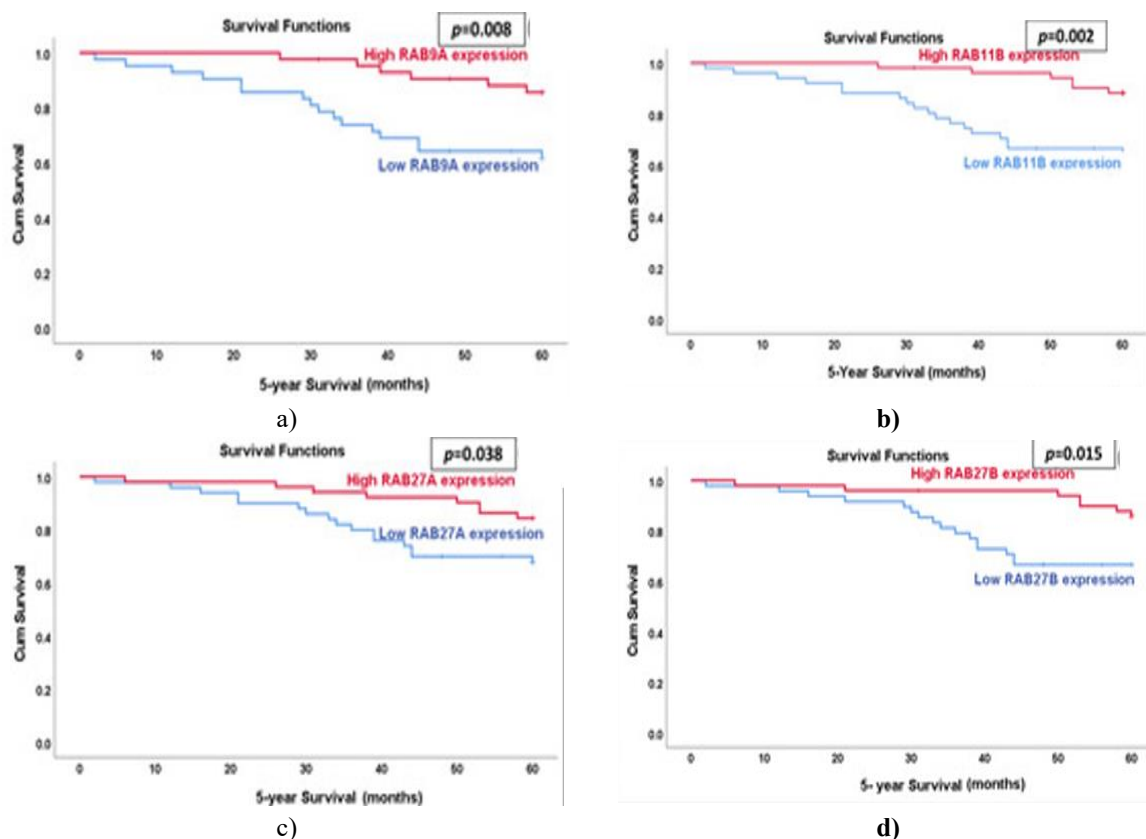 Survival Functions
p=0.008
High RAB9A expression
Low RAB9A expression
Cum Survival
1.0
0.8
0.6
0.4
0.2
0.0
0 10 20 30 40 50 60
5-year Survival (months)
a)
Survival Functions
p=0.002
High RAB11B expression
Low RAB11B expression
Cum Survival
1.0
0.8
0.6
0.4
0.2
0.0
0 10 20 30 40 50 60
5-Year Survival (months)
b)
Survival Functions
p=0.038
High RAB27A expression
Low RAB27A expression
Cum Survival
1.0
0.8
0.6
0.4
0.2
0.0
0 10 20 30 40 50 60
5-year Survival (months)
c)
Survival Functions
p=0.015
High RAB27B expression
Low RAB27B expression
Cum Survival
1.0
0.8
0.6
0.4
0.2
0.0
0 10 20 30 40 50 60
5- year Survival (months)
d)